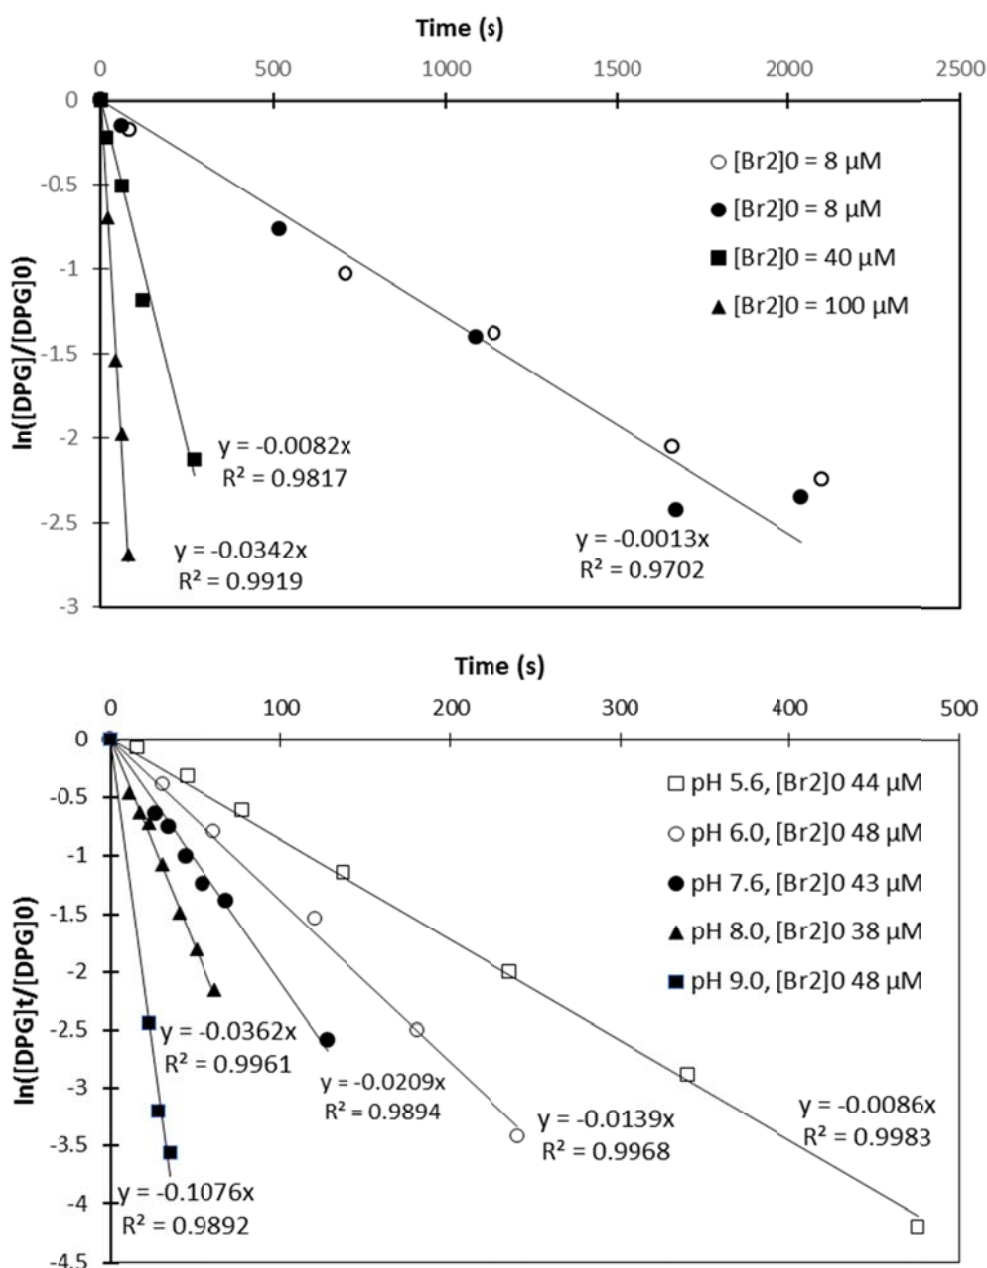 Time (s)
0 500 1000 1500 2000 2500
0
-0.5
-1
-1.5
-2
-2.5
-3
ln([DPG]/[DPG]0)
[Br2]0 = 8 µM
[Br2]0 = 8 µM
[Br2]0 = 40 µM
[Br2]0 = 100 µM
y = -0.0082x
R² = 0.9817
y = -0.0342x
R² = 0.9919
y = -0.0013x
R² = 0.9702
Time (s)
0 100 200 300 400 500
0
-0.5
-1
-1.5
-2
-2.5
-3
-3.5
-4
-4.5
ln([DPG]t/[DPG]0)
pH 5.6, [Br2]0 44 µM
pH 6.0, [Br2]0 48 µM
pH 7.6, [Br2]0 43 µM
pH 8.0, [Br2]0 38 µM
pH 9.0, [Br2]0 48 µM
y = -0.0362x
R² = 0.9961
y = -0.0209x
R² = 0.9894
y = -0.0139x
R² = 0.9968
y = -0.0086x
R² = 0.9983
y = -0.1076x
R² = 0.9892